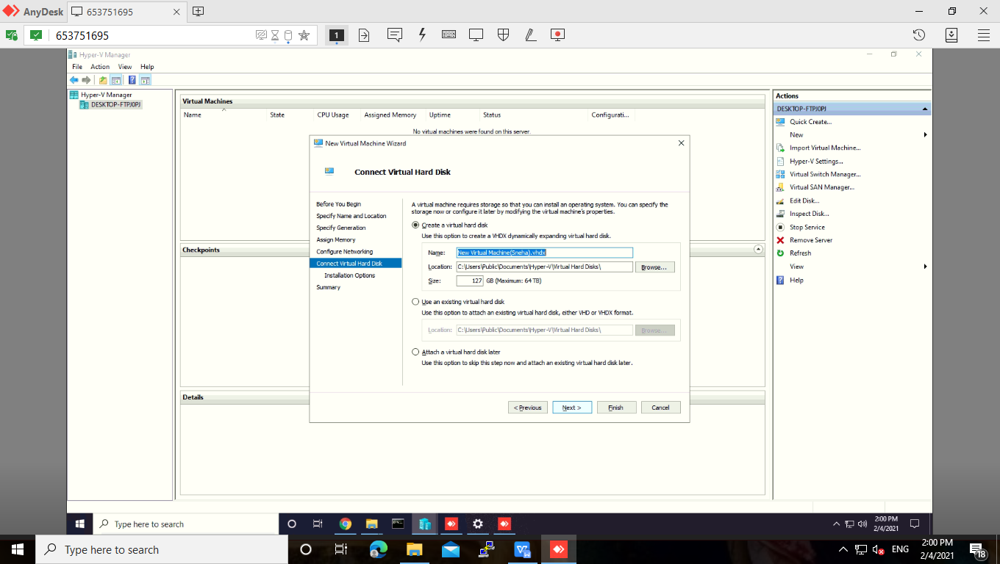 AnyDesk
653751695
653751695
1
Hyper-V Manager
File Action View Help
Hyper-V Manager
DESKTOP-FTPJ0PJ
Virtual Machines
Name State CPU Usage Assigned Memory Uptime Status Configurati...
No virtual machines were found on this server.
Checkpoints
Details
New Virtual Machine Wizard
Connect Virtual Hard Disk
Before You Begin
Specify Name and Location
Specify Generation
Assign Memory
Configure Networking
Connect Virtual Hard Disk
Installation Options
Summary
A virtual machine requires storage so that you can install an operating system. You can specify the
storage now or configure it later by modifying the virtual machine's properties.
Create a virtual hard disk
Use this option to create a VHDX dynamically expanding virtual hard disk.
Name: New Virtual Machine(Sneha).vhdx
Location: C:\Users\Public\Documents\Hyper-V\Virtual Hard Disks\ Browse...
Size: 127 GB (Maximum: 64 TB)
Use an existing virtual hard disk
Use this option to attach an existing virtual hard disk, either VHD or VHDX format.
Location: C:\Users\Public\Documents\Hyper-V\Virtual Hard Disks\ Browse...
Attach a virtual hard disk later
Use this option to skip this step now and attach an existing virtual hard disk later.
< Previous Next > Finish Cancel
Actions
DESKTOP-FTPJ0PJ
Quick Create...
New
Import Virtual Machine...
Hyper-V Settings...
Virtual Switch Manager...
Virtual SAN Manager...
Edit Disk...
Inspect Disk...
Stop Service
Remove Server
Refresh
View
Help
Type here to search
2:00 PM
2/4/2021
Type here to search
ENG
2:00 PM
2/4/2021
18